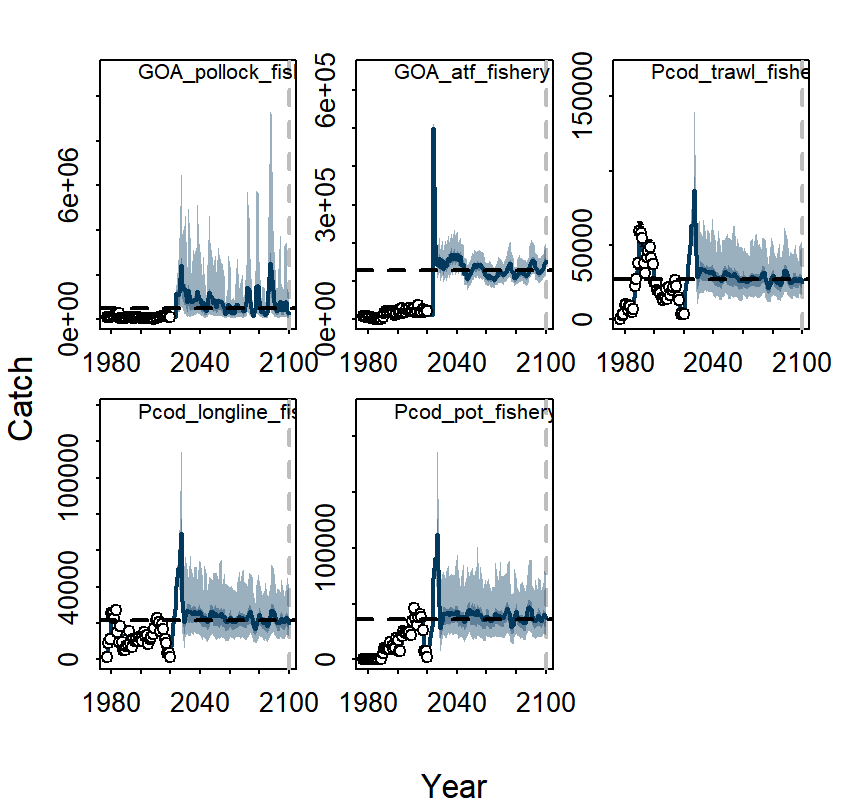 GOA_pollock_fis
GOA_atf_fishery
Pcod_trawl_fishe
0e+00
6e+06
0e+00
3e+05
6e+05
0
50000
150000
1980
2040
2100
1980
2040
2100
1980
2040
2100
Catch
Pcod_longline_fis
Pcod_pot_fishery
0
40000
100000
0
100000
1980
2040
2100
1980
2040
2100
Year